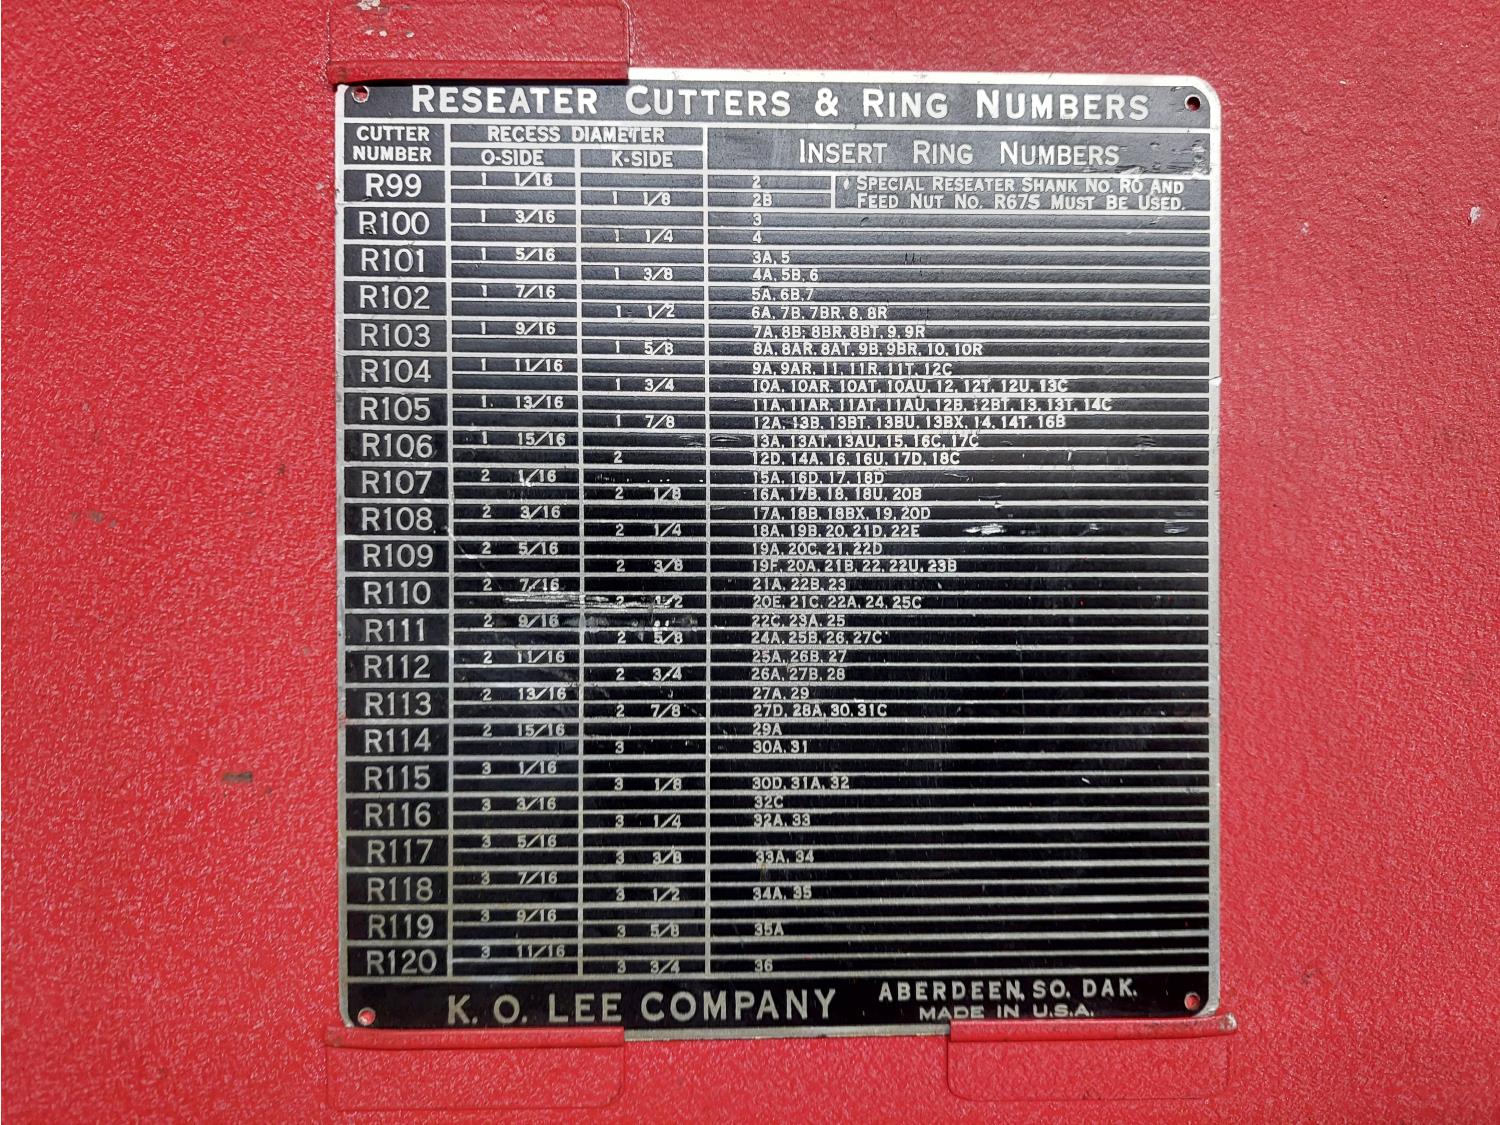 RESEATER CUTTERS & RING NUMBERS
CUTTER NUMBER RECESS DIAMETER INSERT RING NUMBERS
O-SIDE K-SIDE
R99 1 1/16 2 SPECIAL RESEATER SHANK NO. RO AND
1 1/8 2B FEED NUT NO. R67S MUST BE USED.
R100 1 3/16 3
1 1/4 4
R101 1 5/16 3A, 5
1 3/8 4A, 5B, 6
R102 1 7/16 5A, 6B, 7
1 1/2 6A, 7B, 7BR, 8, 8R
R103 1 9/16 7A, 8B, 8BR, 8BT, 9, 9R
1 5/8 8A, 8AR, 8AT, 9B, 9BR, 10, 10R
R104 1 11/16 9A, 9AR, 11, 11R, 11T, 12C
1 3/4 10A, 10AR, 10AT, 10AU, 12, 12T, 12U, 13C
R105 1 13/16 11A, 11AR, 11AT, 11AU, 12B, 12BT, 13, 13T, 14C
1 7/8 12A, 13B, 13BT, 13BU, 13BX, 14, 14T, 16B
R106 1 15/16 13A, 13AT, 13AU, 15, 16C, 17C
2 12D, 14A, 16, 16U, 17D, 18C
R107 2 1/16 15A, 16D, 17, 18D
2 1/8 16A, 17B, 18, 18U, 20B
R108 2 3/16 17A, 18B, 18BX, 19, 20D
2 1/4 18A, 19B, 20, 21D, 22E
R109 2 5/16 19A, 20C, 21, 22D
2 3/8 19F, 20A, 21B, 22, 22U, 23B
R110 2 7/16 21A, 22B, 23
2 1/2 20E, 21C, 22A, 24, 25C
R111 2 9/16 22C, 23A, 25
2 5/8 24A, 25B, 26, 27C
R112 2 11/16 25A, 26B, 27
2 3/4 26A, 27B, 28
R113 2 13/16 27A, 29
2 7/8 27D, 28A, 30, 31C
R114 2 15/16 29A
3 30A, 31
R115 3 1/16
3 1/8 30D, 31A, 32
R116 3 3/16 32C
3 1/4 32A, 33
R117 3 5/16
3 3/8 33A, 34
R118 3 7/16
3 1/2 34A, 35
R119 3 9/16
3 5/8 35A
R120 3 11/16
3 3/4 36
K. O. LEE COMPANY ABERDEEN, SO. DAK.
MADE IN U.S.A.